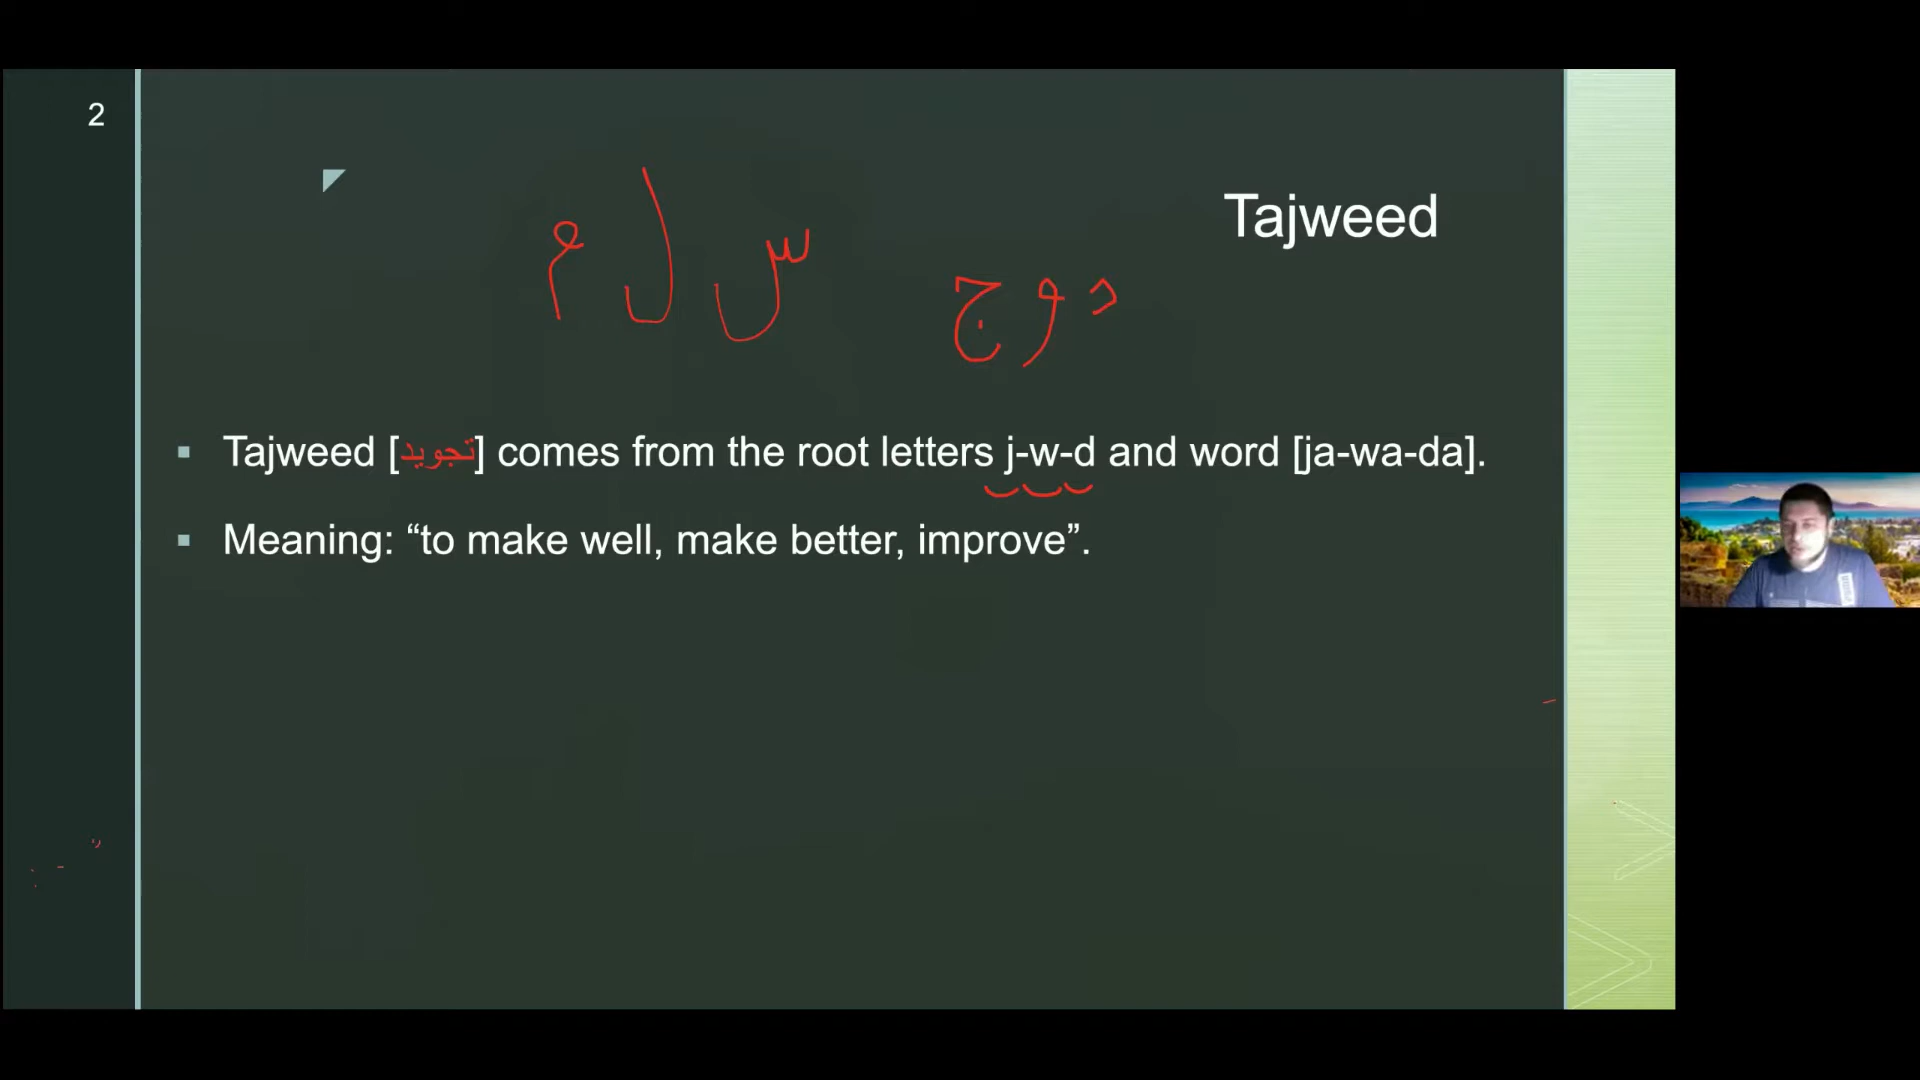 2
Tajweed
د و ج س ل م
Tajweed [تجويد] comes from the root letters j-w-d and word [ja-wa-da].
Meaning: “to make well, make better, improve”.